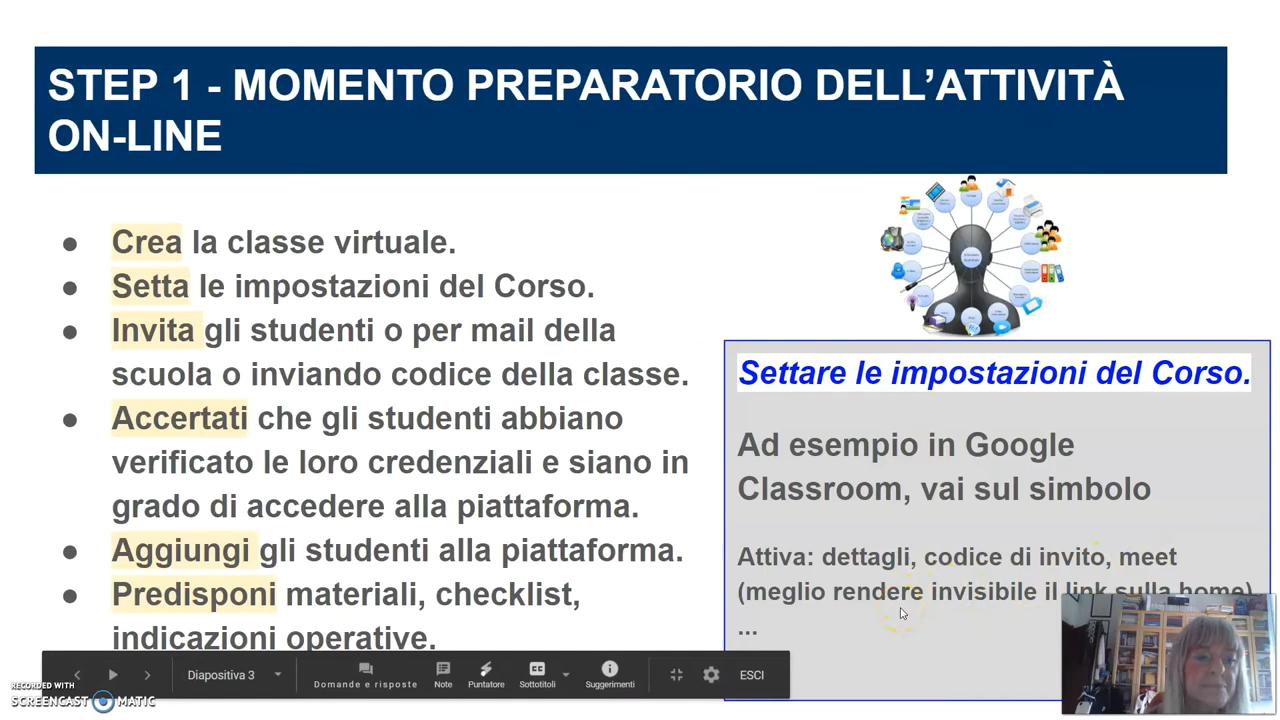 STEP 1 - MOMENTO PREPARATORIO DELL’ATTIVITÀ
ON-LINE
● Crea la classe virtuale.
● Setta le impostazioni del Corso.
● Invita gli studenti o per mail della
scuola o inviando codice della classe.
● Accertati che gli studenti abbiano
verificato le loro credenziali e siano in
grado di accedere alla piattaforma.
● Aggiungi gli studenti alla piattaforma.
● Predisponi materiali, checklist,
indicazioni operative.
Settare le impostazioni del Corso.
Ad esempio in Google
Classroom, vai sul simbolo
Attiva: dettagli, codice di invito, meet
(meglio rendere invisibile il link sulla home)
...
Diapositiva 3
Domande e risposte
Note
Puntatore
Sottotitoli
Suggerimenti
ESCI
RECORDED WITH
SCREENCAST MATIC